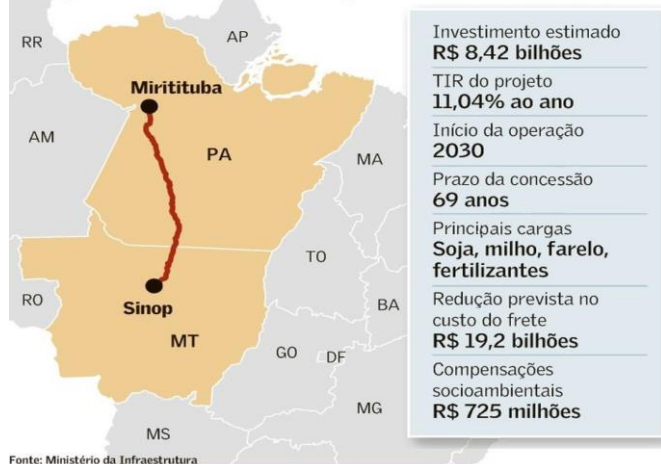 RR
AP
Miritituba
AM
PA
MA
TO
RO
Sinop
BA
MT
GO
DF
MG
MS
Fonte: Ministério da Infraestrutura
Investimento estimado
R$ 8,42 bilhões
TIR do projeto
11,04% ao ano
Início da operação
2030
Prazo da concessão
69 anos
Principais cargas
Soja, milho, farelo,
fertilizantes
Redução prevista no
custo do frete
R$ 19,2 bilhões
Compensações
socioambientais
R$ 725 milhões